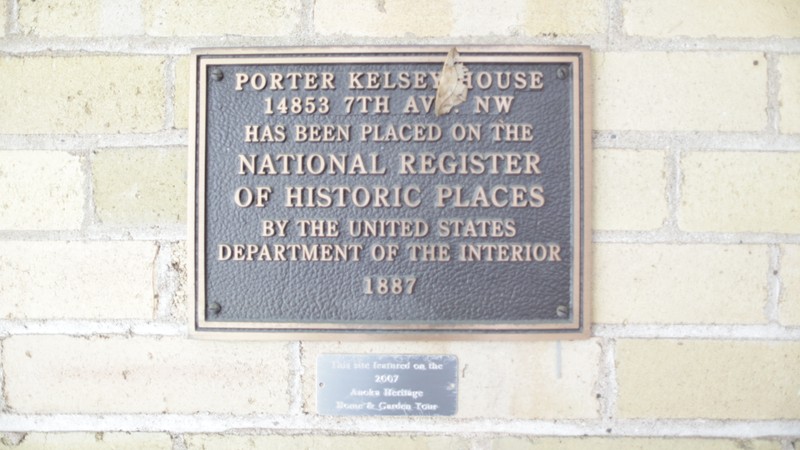 PORTER KELSEY HOUSE
14853 7TH AVE. NW
HAS BEEN PLACED ON THE
NATIONAL REGISTER
OF HISTORIC PLACES
BY THE UNITED STATES
DEPARTMENT OF THE INTERIOR
1887
This site featured on the
2007
Anoka Heritage
Home & Garden Tour